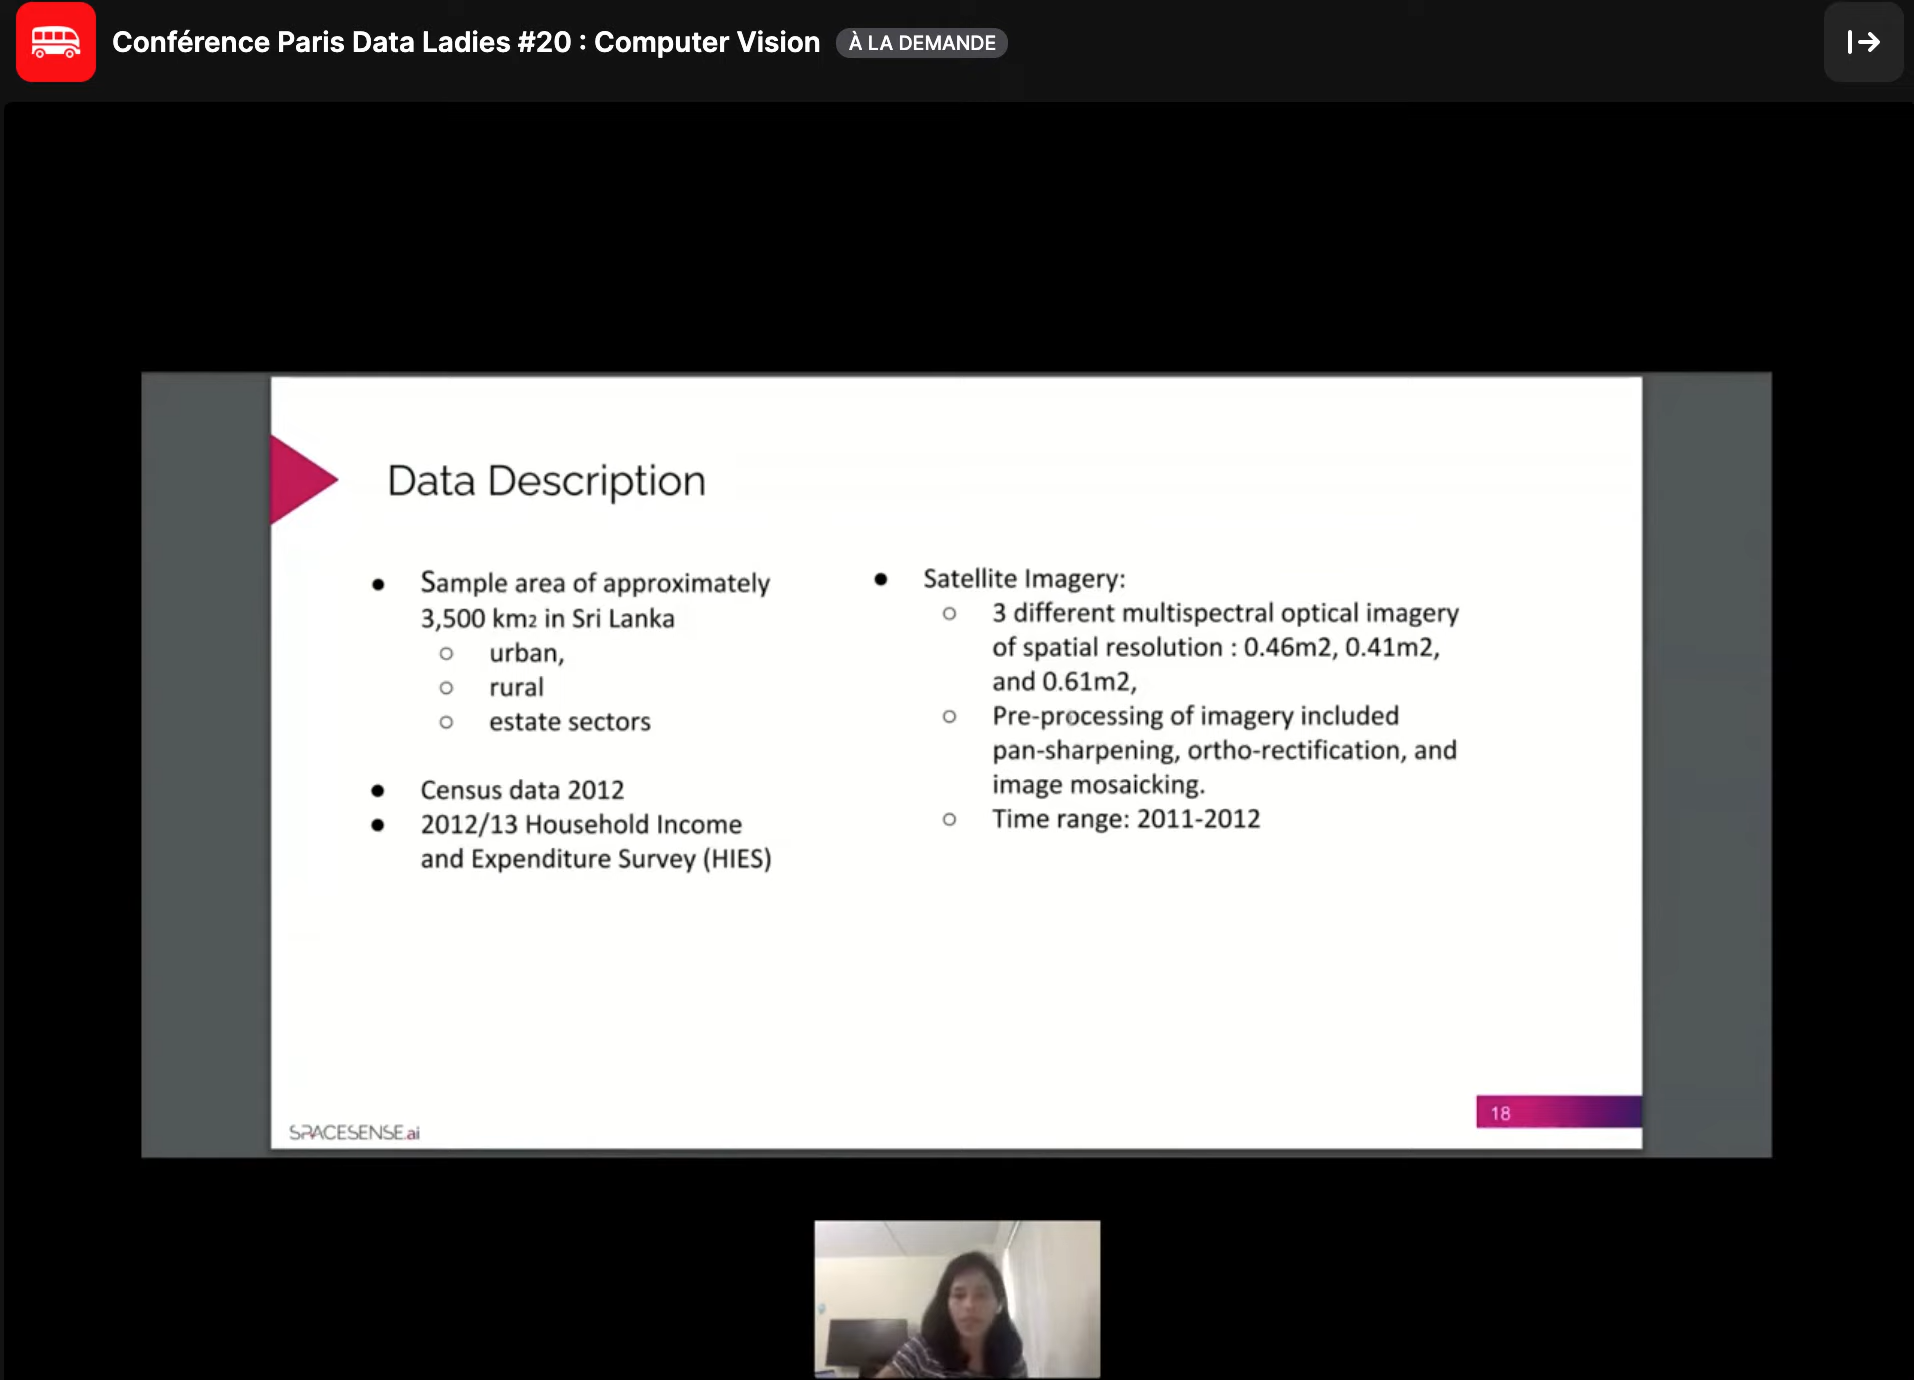 Conférence Paris Data Ladies #20 : Computer Vision À LA DEMANDE
Data Description
● Sample area of approximately
3,500 km2 in Sri Lanka
○ urban,
○ rural
○ estate sectors
● Census data 2012
● 2012/13 Household Income
and Expenditure Survey (HIES)
● Satellite Imagery:
○ 3 different multispectral optical imagery
of spatial resolution : 0.46m2, 0.41m2,
and 0.61m2,
○ Pre-processing of imagery included
pan-sharpening, ortho-rectification, and
image mosaicking.
○ Time range: 2011-2012
SPACESENSE.ai
18